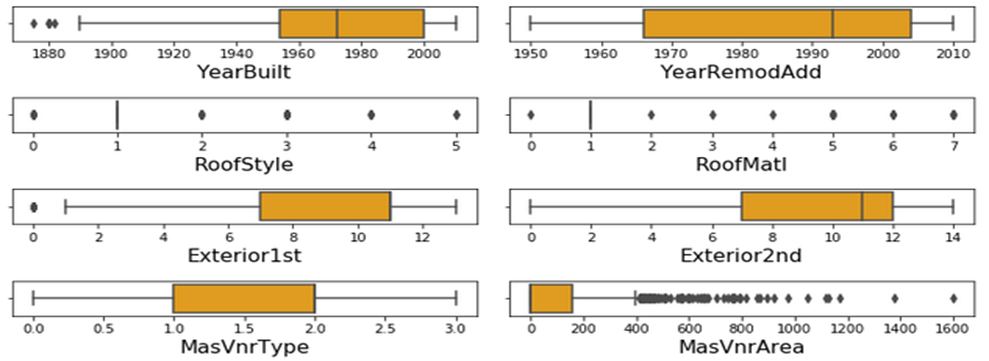 1880 1900 1920 1940 1960 1980 2000
YearBuilt
1950 1960 1970 1980 1990 2000 2010
YearRemodAdd
0 1 2 3 4 5
RoofStyle
0 1 2 3 4 5 6 7
RoofMatl
0 2 4 6 8 10 12
Exterior1st
0 2 4 6 8 10 12 14
Exterior2nd
0.0 0.5 1.0 1.5 2.0 2.5 3.0
MasVnrType
0 200 400 600 800 1000 1200 1400 1600
MasVnrArea